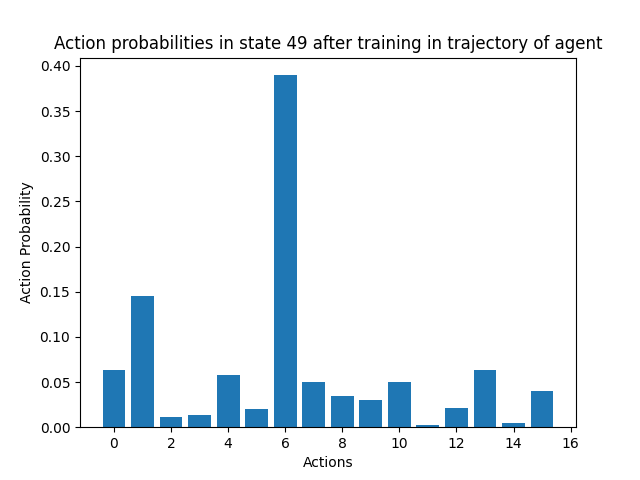 Action probabilities in state 49 after training in trajectory of agent
0.40
0.35
0.30
0.25
0.20
0.15
0.10
0.05
0.00
Action Probability
0 2 4 6 8 10 12 14 16
Actions